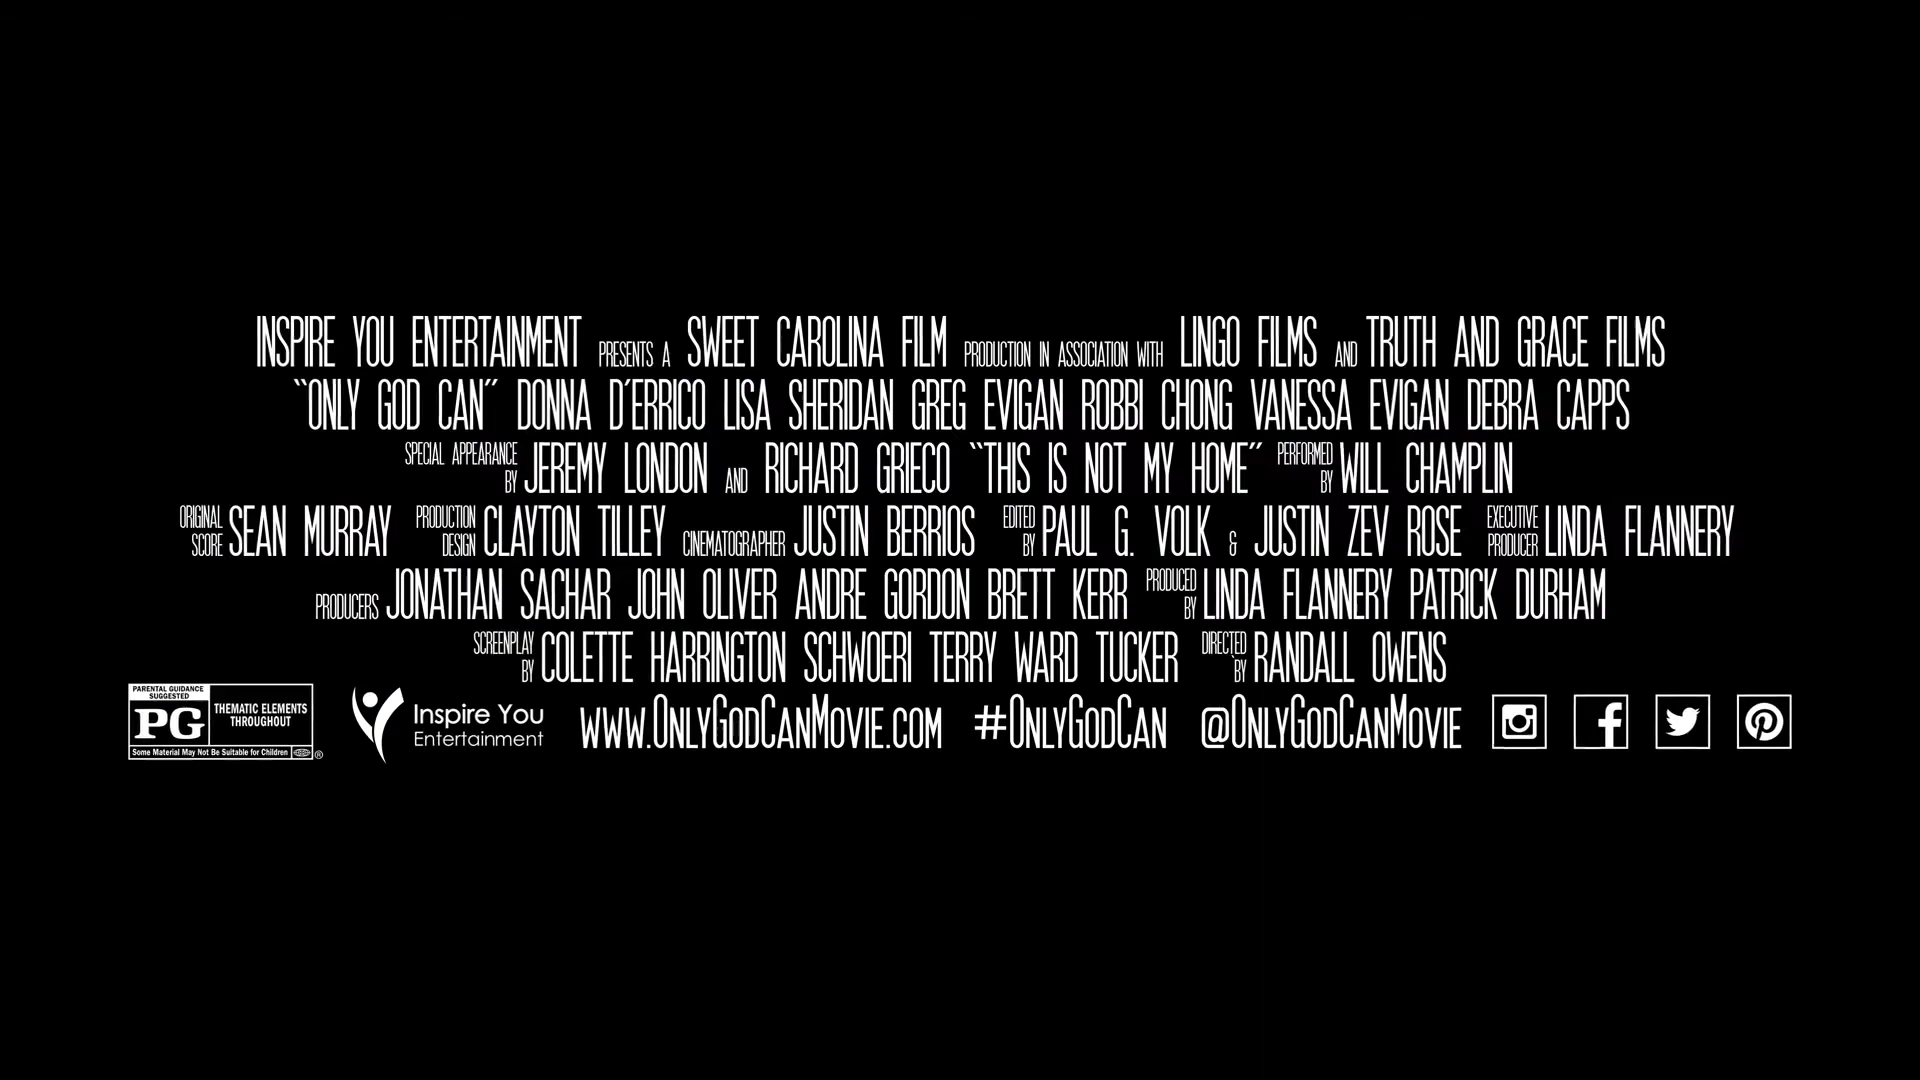 INSPIRE YOU ENTERTAINMENT PRESENTS A SWEET CAROLINA FILM PRODUCTION IN ASSOCIATION WITH LINGO FILMS AND TRUTH AND GRACE FILMS
“ONLY GOD CAN” DONNA D'ERRICO LISA SHERIDAN GREG EVIGAN ROBBI CHONG VANESSA EVIGAN DEBRA CAPPS
SPECIAL APPEARANCE BY JEREMY LONDON AND RICHARD GRIECO “THIS IS NOT MY HOME” PERFORMED BY WILL CHAMPLIN
ORIGINAL SCORE SEAN MURRAY PRODUCTION DESIGN CLAYTON TILLEY CINEMATOGRAPHER JUSTIN BERRIOS EDITED BY PAUL G. VOLK & JUSTIN ZEV ROSE EXECUTIVE PRODUCER LINDA FLANNERY
PRODUCERS JONATHAN SACHAR JOHN OLIVER ANDRE GORDON BRETT KERR PRODUCED BY LINDA FLANNERY PATRICK DURHAM
SCREENPLAY BY COLETTE HARRINGTON SCHWOERI TERRY WARD TUCKER DIRECTED `BY RANDALL OWENS
PARENTAL GUIDANCE SUGGESTED
PG
THEMATIC ELEMENTS THROUGHOUT
Some Material May Not Be Suitable for Children ®
Inspire You
Entertainment
WWW.ONLYGODCANMOVIE.COM #ONLYGODCAN @ONLYGODCANMOVIE